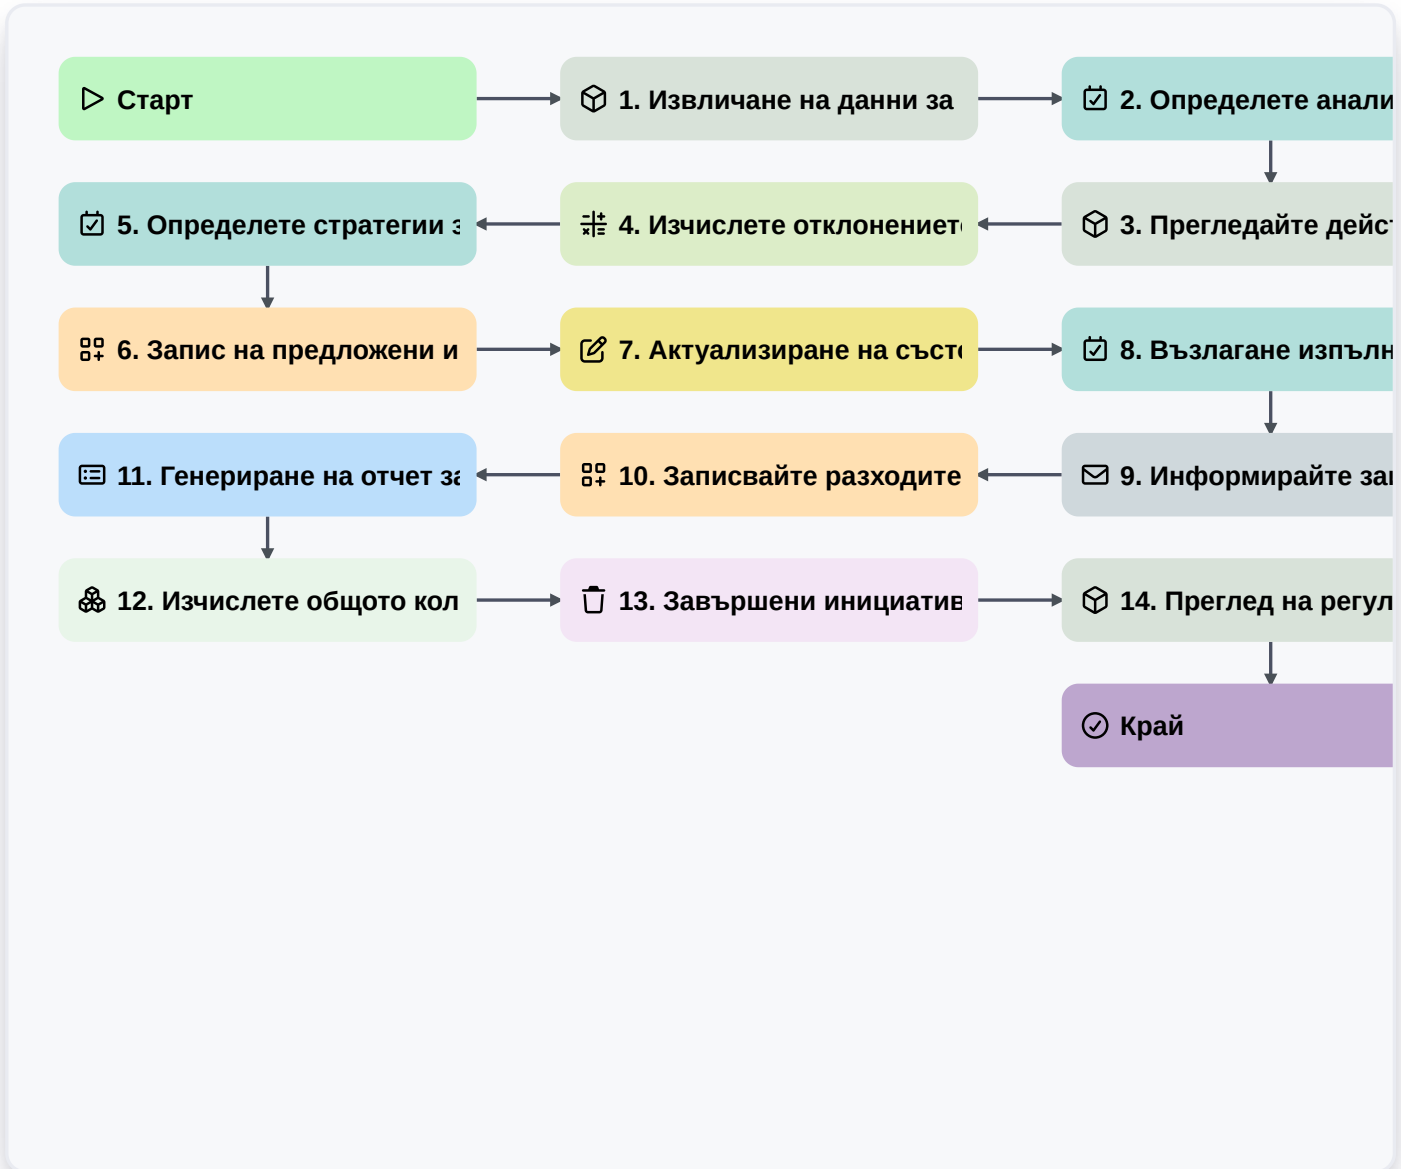 Старт
1. Извличане на данни за
2. Определете анали
5. Определете стратегии
4. Изчислете отклонениет
3. Прегледайте дейс
6. Запис на предложени и
7. Актуализиране на съст
8. Възлагане изпълн
11. Генериране на отчет за
10. Записвайте разходите
9. Информирайте заи
12. Изчислете общото кол
13. Завършени инициатив
14. Преглед на регул
Край